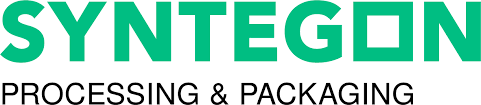 SYNTEGON
PROCESSING & PACKAGING